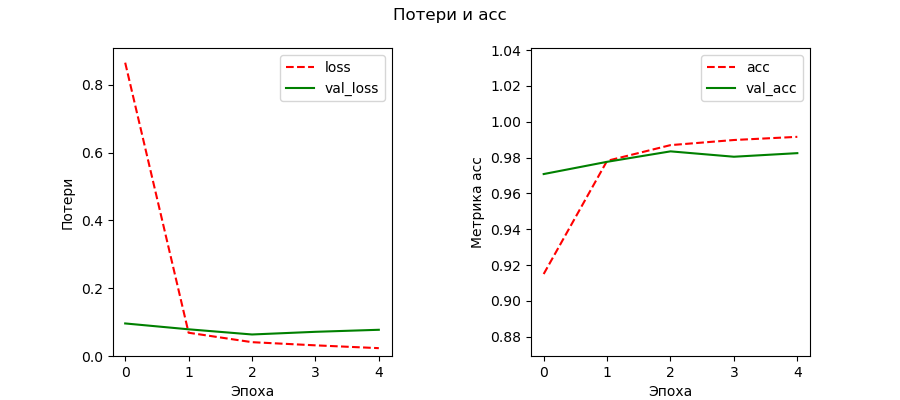 Потери и acc
loss
val_loss
0.8
0.6
0.4
0.2
0.0
Потери
0
1
2
3
4
Эпоха
acc
val_acc
1.04
1.02
1.00
0.98
0.96
0.94
0.92
0.90
0.88
Метрика acc
0
1
2
3
4
Эпоха